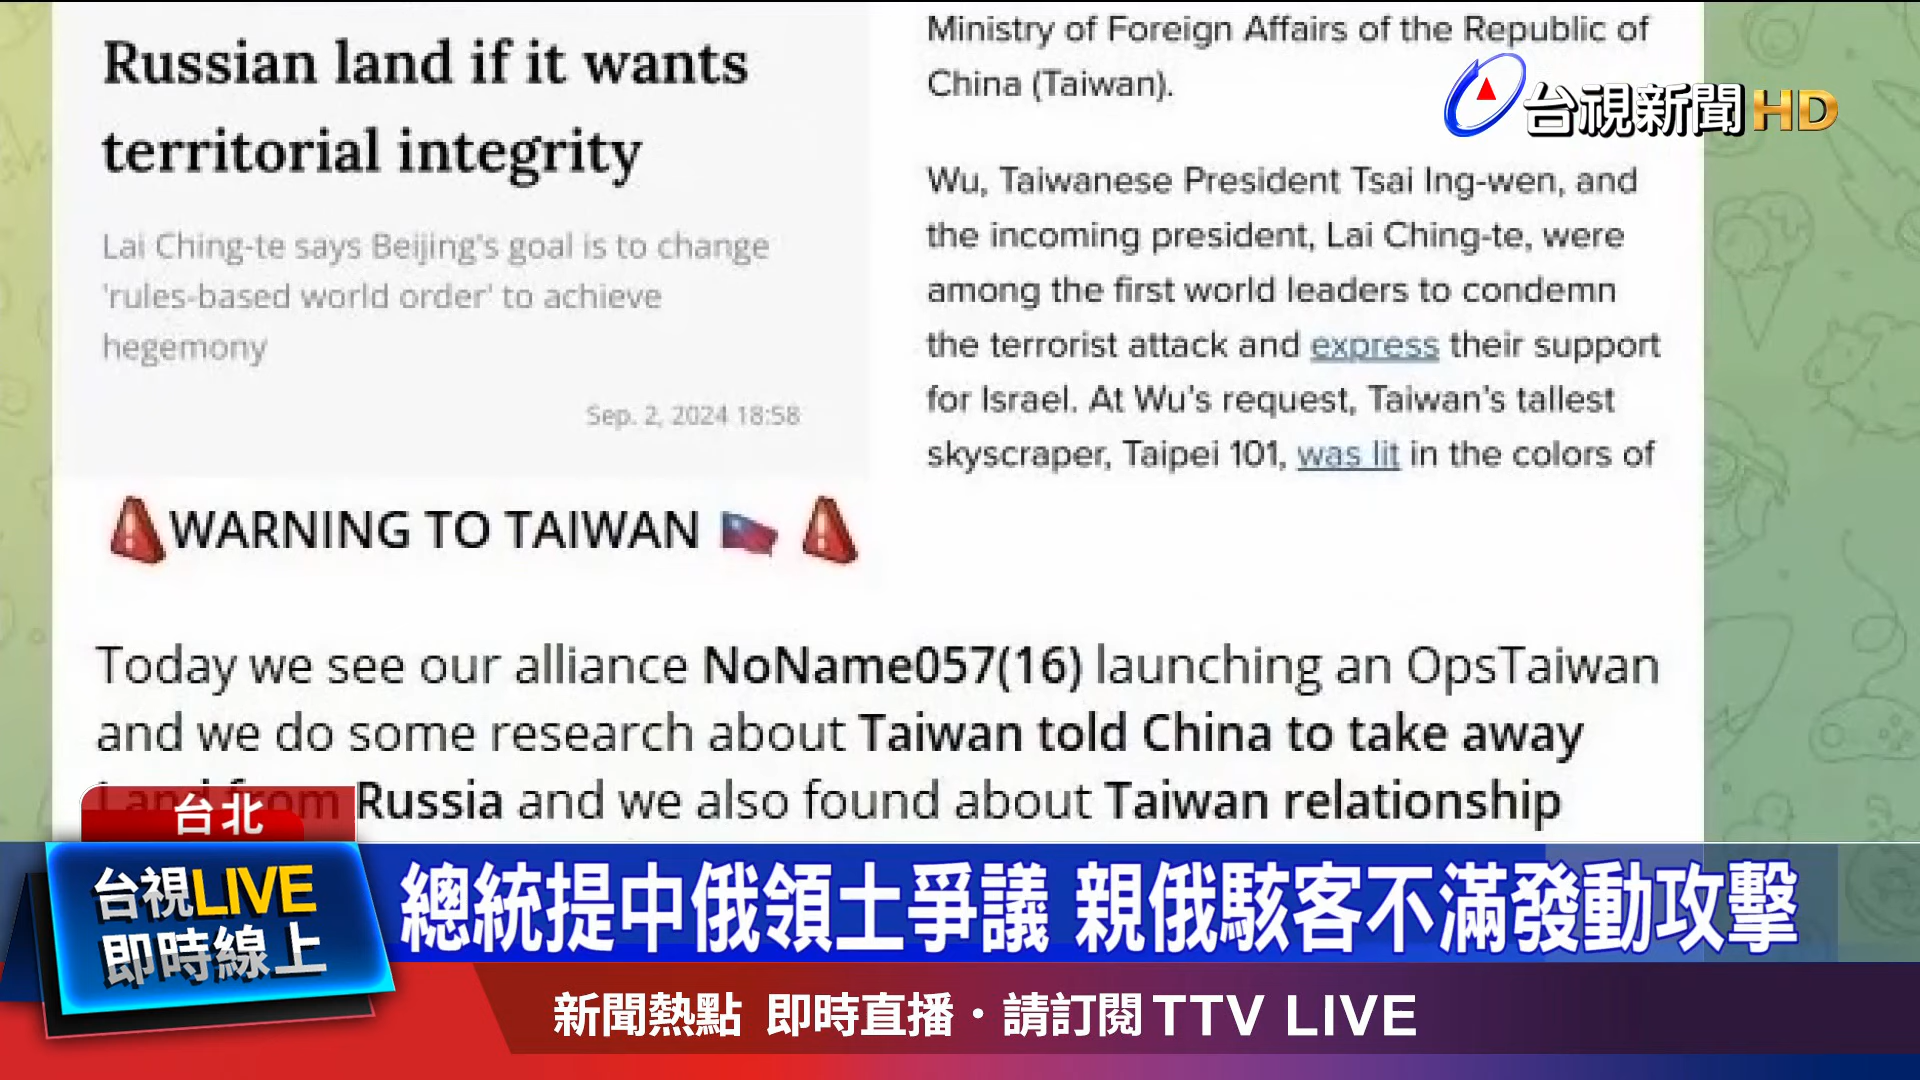 Russian land if it wants
territorial integrity
Lai Ching-te says Beijing's goal is to change
'rules-based world order' to achieve
hegemony
Sep. 2, 2024 18:58
Ministry of Foreign Affairs of the Republic of
China (Taiwan).
Wu, Taiwanese President Tsai Ing-wen, and
the incoming president, Lai Ching-te, were
among the first world leaders to condemn
the terrorist attack and express their support
for Israel. At Wu's request, Taiwan's tallest
skyscraper, Taipei 101, was lit in the colors of
台視新聞HD
WARNING TO TAIWAN
Today we see our alliance NoName057(16) launching an OpsTaiwan
and we do some research about Taiwan told China to take away
Land from Russia and we also found about Taiwan relationship
台北
台視LIVE
即時線上
總統提中俄領土爭議 親俄駭客不滿發動攻擊
新聞熱點 即時直播・請訂閱TTV LIVE